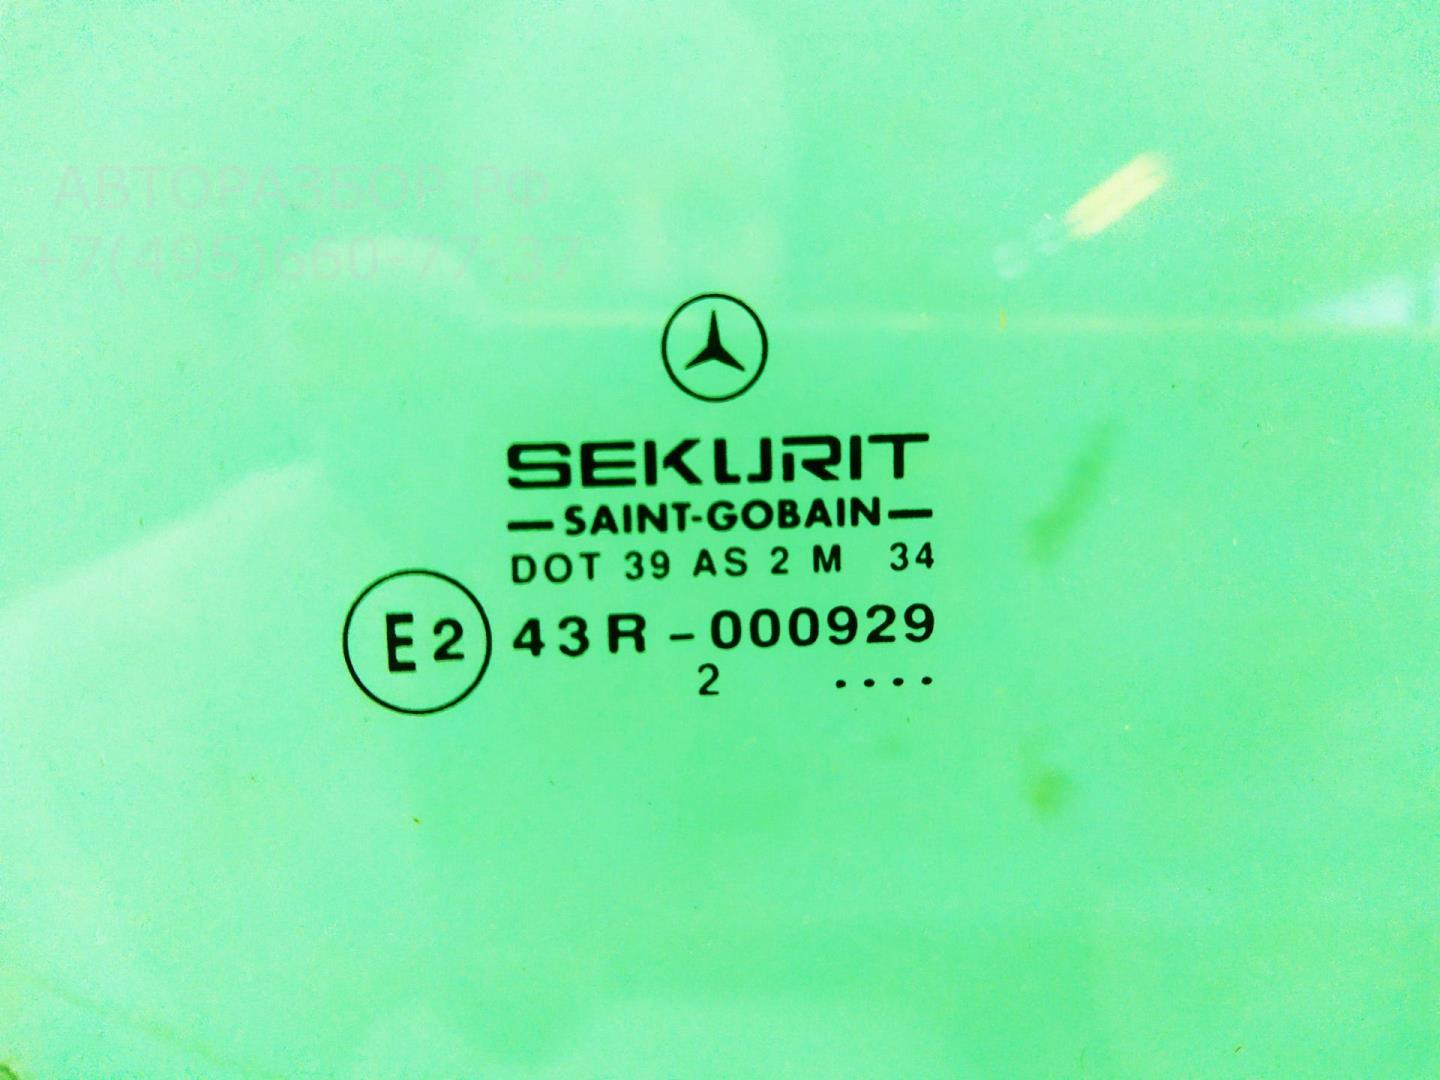 АВТОРАЗБОР.РФ
+7(495)660-77-37
SEKURIT
SAINT-GOBAIN
DOT 39 AS 2 M 34
E2 43R-000929
2 ....